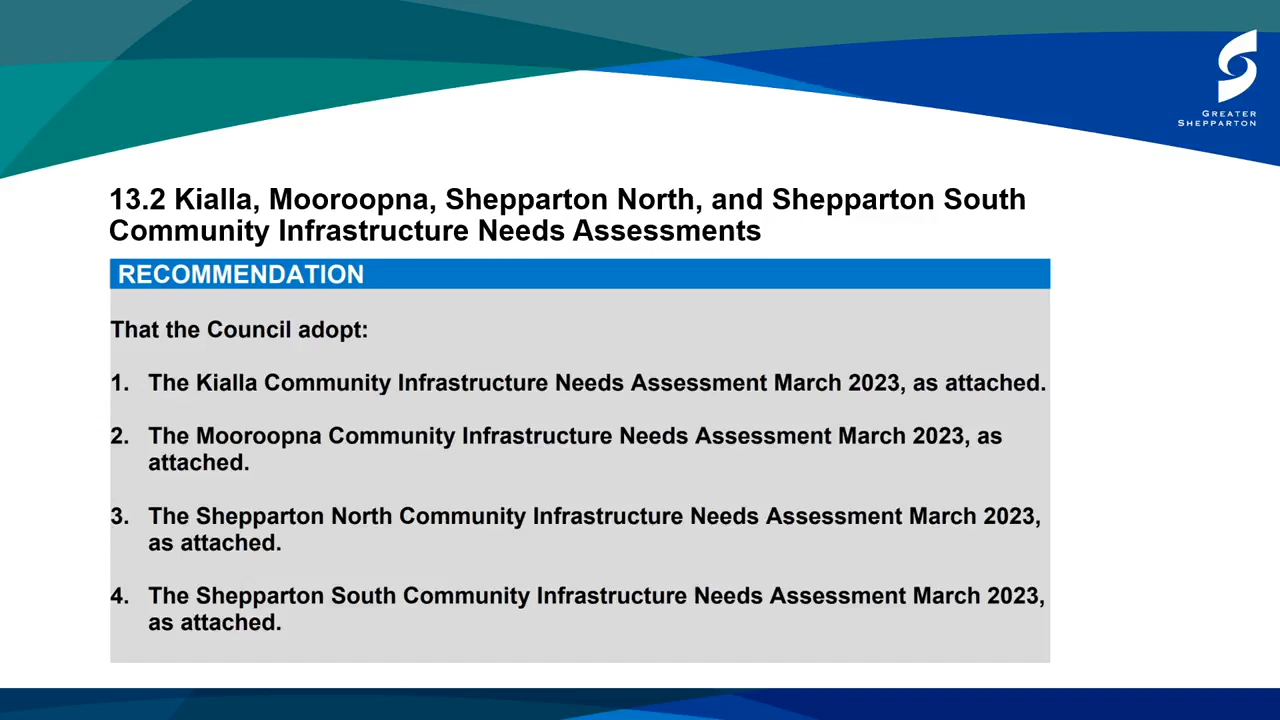 GREATER
SHEPPARTON
13.2 Kialla, Mooroopna, Shepparton North, and Shepparton South
Community Infrastructure Needs Assessments
RECOMMENDATION
That the Council adopt:
1. The Kialla Community Infrastructure Needs Assessment March 2023, as attached.
2. The Mooroopna Community Infrastructure Needs Assessment March 2023, as
attached.
3. The Shepparton North Community Infrastructure Needs Assessment March 2023,
as attached.
4. The Shepparton South Community Infrastructure Needs Assessment March 2023,
as attached.